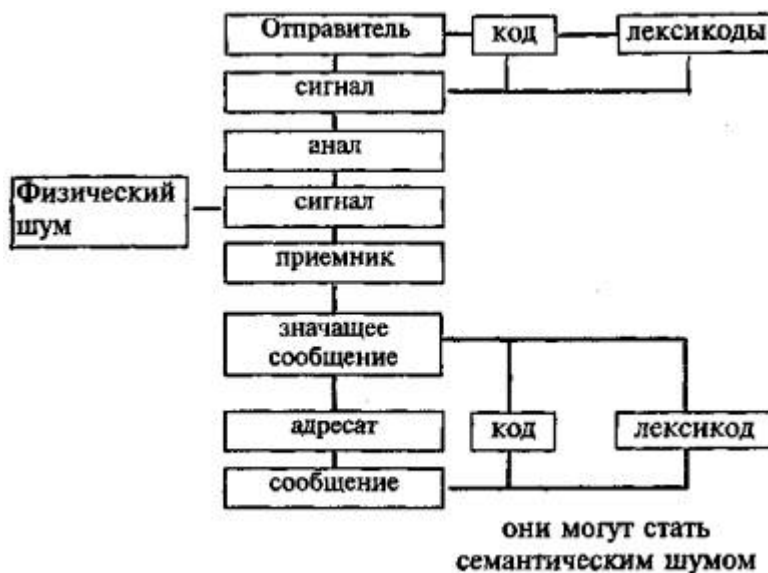 Отправитель код лексикоды
сигнал
анал
Физический
шум
сигнал
приемник
значащее
сообщение
адресат код лексикод
сообщение
они могут стать
семантическим шумом